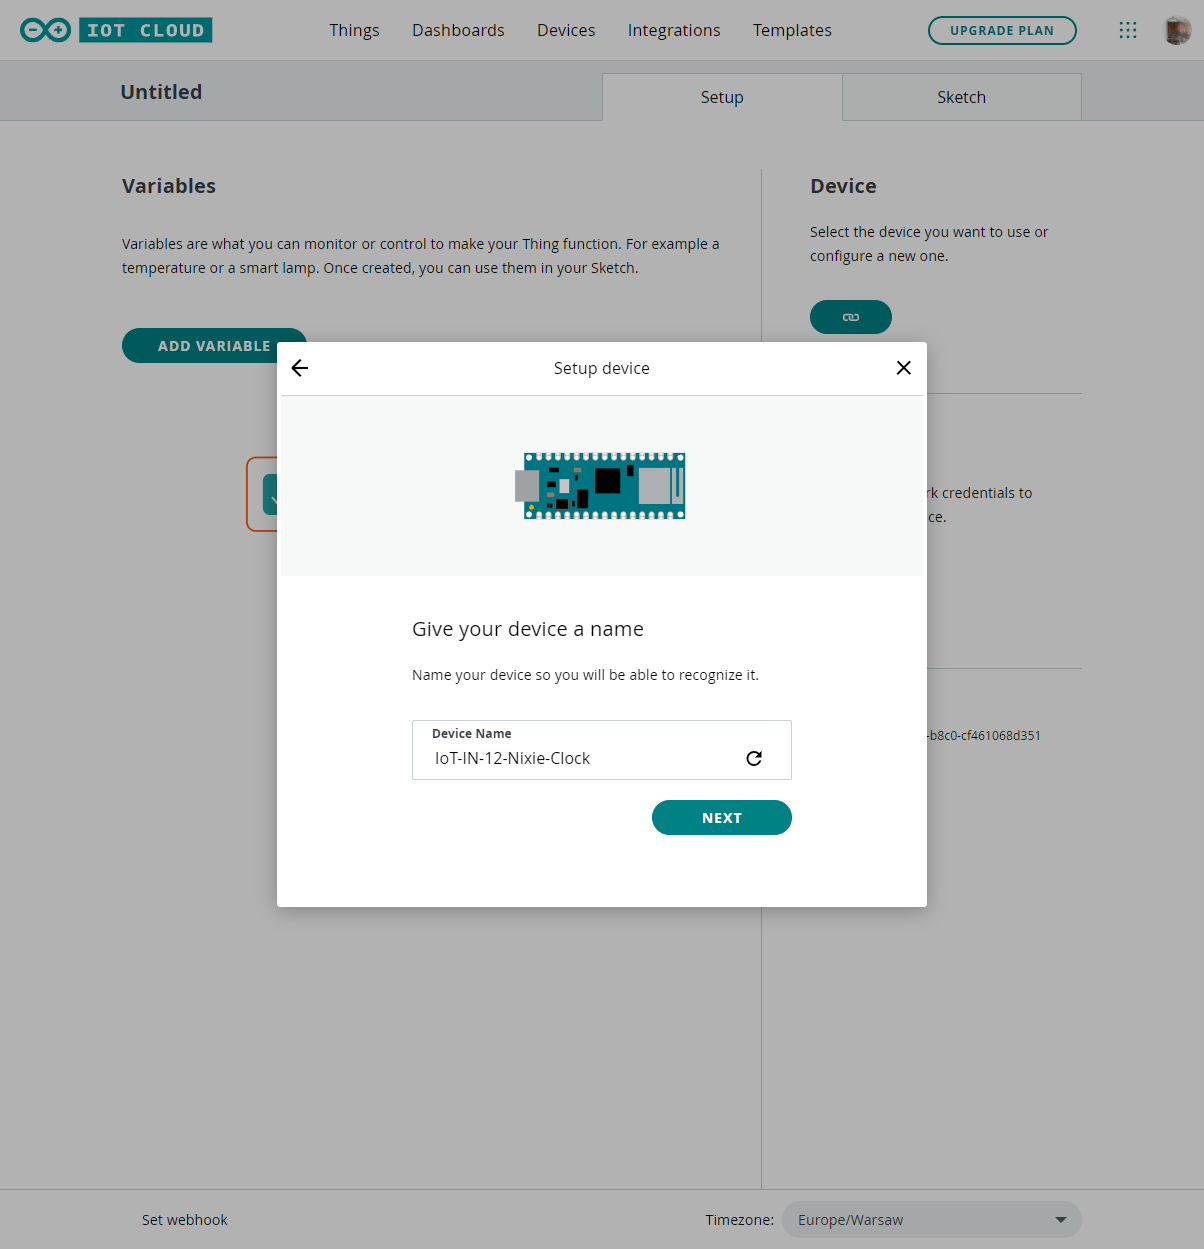 IOT CLOUD
Things
Dashboards
Devices
Integrations
Templates
UPGRADE PLAN
Untitled
Setup
Sketch
Variables
Variables are what you can monitor or control to make your Thing function. For example a
temperature or a smart lamp. Once created, you can use them in your Sketch.
ADD VARIABLE
Device
Select the device you want to use or
configure a new one.
Setup device
Give your device a name
Name your device so you will be able to recognize it.
Device Name
IoT-IN-12-Nixie-Clock
NEXT
rk credentials to
ce.
-b8c0-cf461068d351
Set webhook
Timezone:
Europe/Warsaw